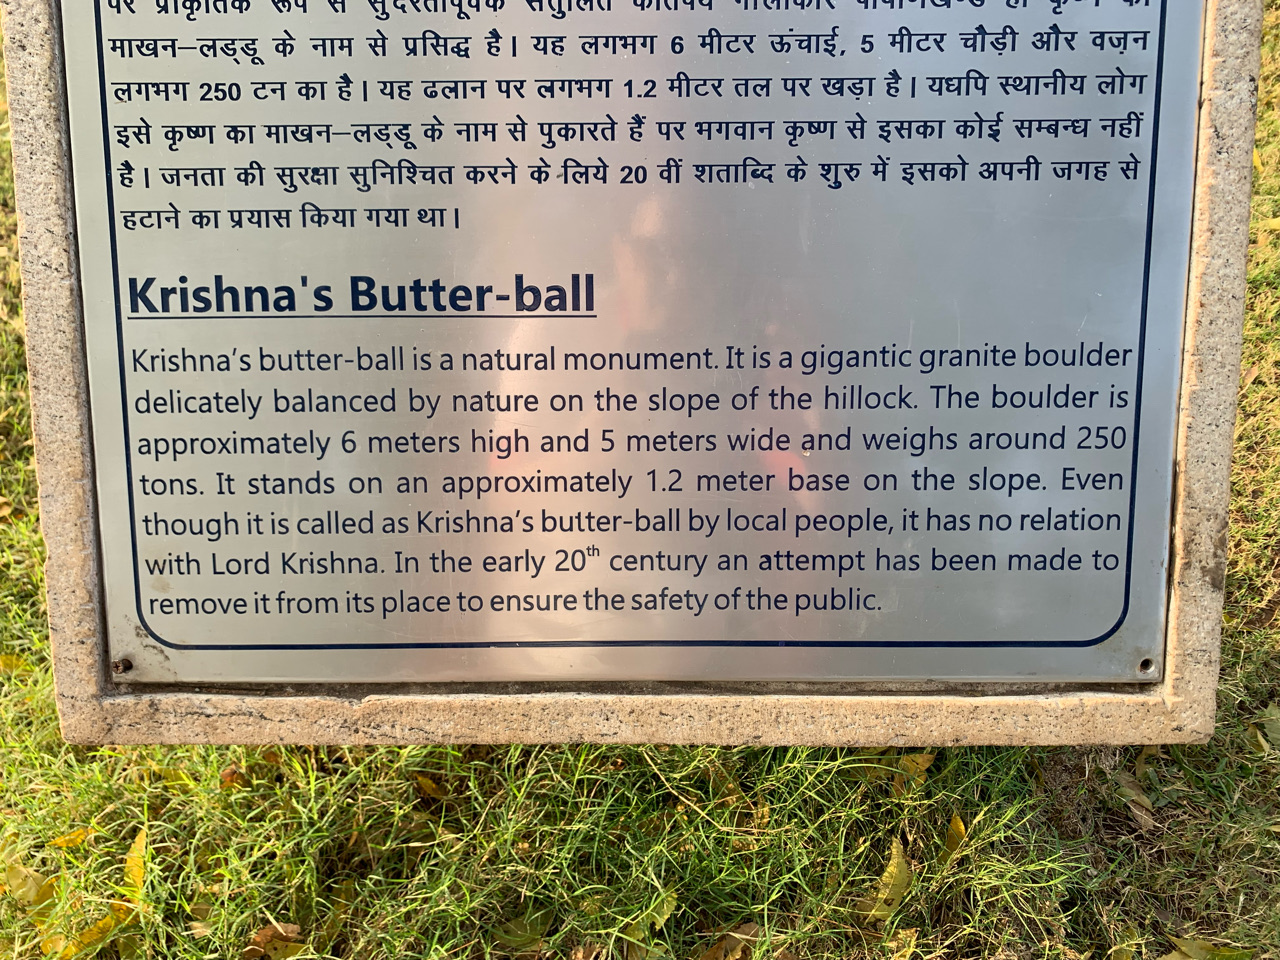 पर प्राकृतिक रूप से सुंदरतापूर्वक संतुलित कतिपय गोलाकार पाषाणखण्ड ही कृष्ण का
माखन–लड्डू के नाम से प्रसिद्ध है। यह लगभग 6 मीटर ऊंचाई, 5 मीटर चौड़ी और वज़न
लगभग 250 टन का है। यह ढलान पर लगभग 1.2 मीटर तल पर खड़ा है। यधपि स्थानीय लोग
इसे कृष्ण का माखन–लड्डू के नाम से पुकारते हैं पर भगवान कृष्ण से इसका कोई सम्बन्ध नहीं
है। जनता की सुरक्षा सुनिश्चित करने के लिये 20 वीं शताब्दि के शुरु में इसको अपनी जगह से
हटाने का प्रयास किया गया था।
Krishna's Butter-ball
Krishna's butter-ball is a natural monument. It is a gigantic granite boulder
delicately balanced by nature on the slope of the hillock. The boulder is
approximately 6 meters high and 5 meters wide and weighs around 250
tons. It stands on an approximately 1.2 meter base on the slope. Even
though it is called as Krishna's butter-ball by local people, it has no relation
with Lord Krishna. In the early 20th century an attempt has been made to
remove it from its place to ensure the safety of the public.